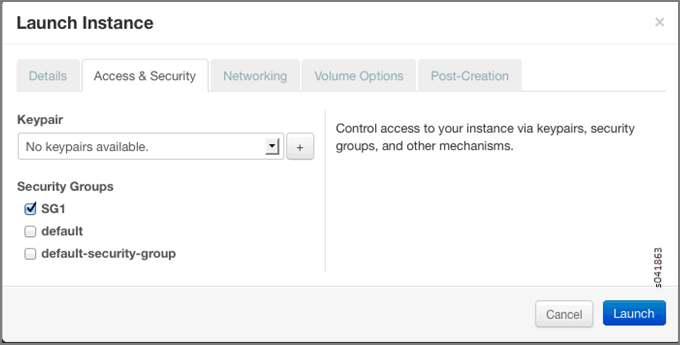 Launch Instance
×
Details
Access & Security
Networking
Volume Options
Post-Creation
Keypair
No keypairs available.
+
Security Groups
SG1
default
default-security-group
Control access to your instance via keypairs, security
groups, and other mechanisms.
s041863
Cancel
Launch